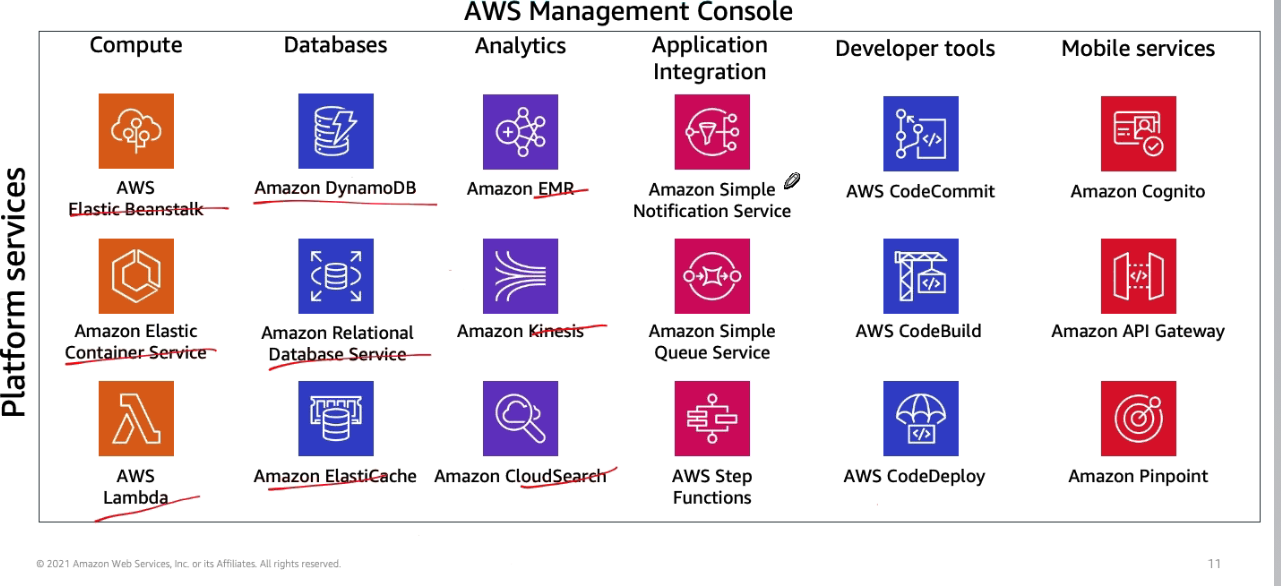 AWS Management Console
Platform services
Compute
Databases
Analytics
Application
Integration
Developer tools
Mobile services
AWS
Elastic Beanstalk
Amazon DynamoDB
Amazon EMR
Amazon Simple
Notification Service
AWS CodeCommit
Amazon Cognito
Amazon Elastic
Container Service
Amazon Relational
Database Service
Amazon Kinesis
Amazon Simple
Queue Service
AWS CodeBuild
Amazon API Gateway
AWS
Lambda
Amazon ElastiCache
Amazon CloudSearch
AWS Step
Functions
AWS CodeDeploy
Amazon Pinpoint
© 2021 Amazon Web Services, Inc. or its Affiliates. All rights reserved.
11